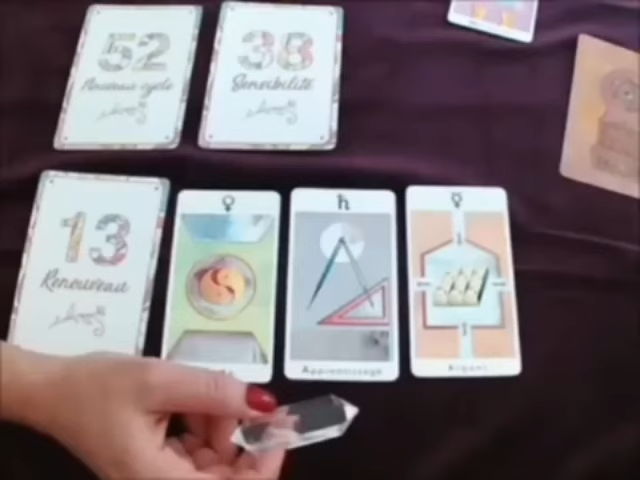 52
Nouveau cycle
38
Sensibilité
13
Renouveau
♀
♄
☿
Apprentissage
Argent